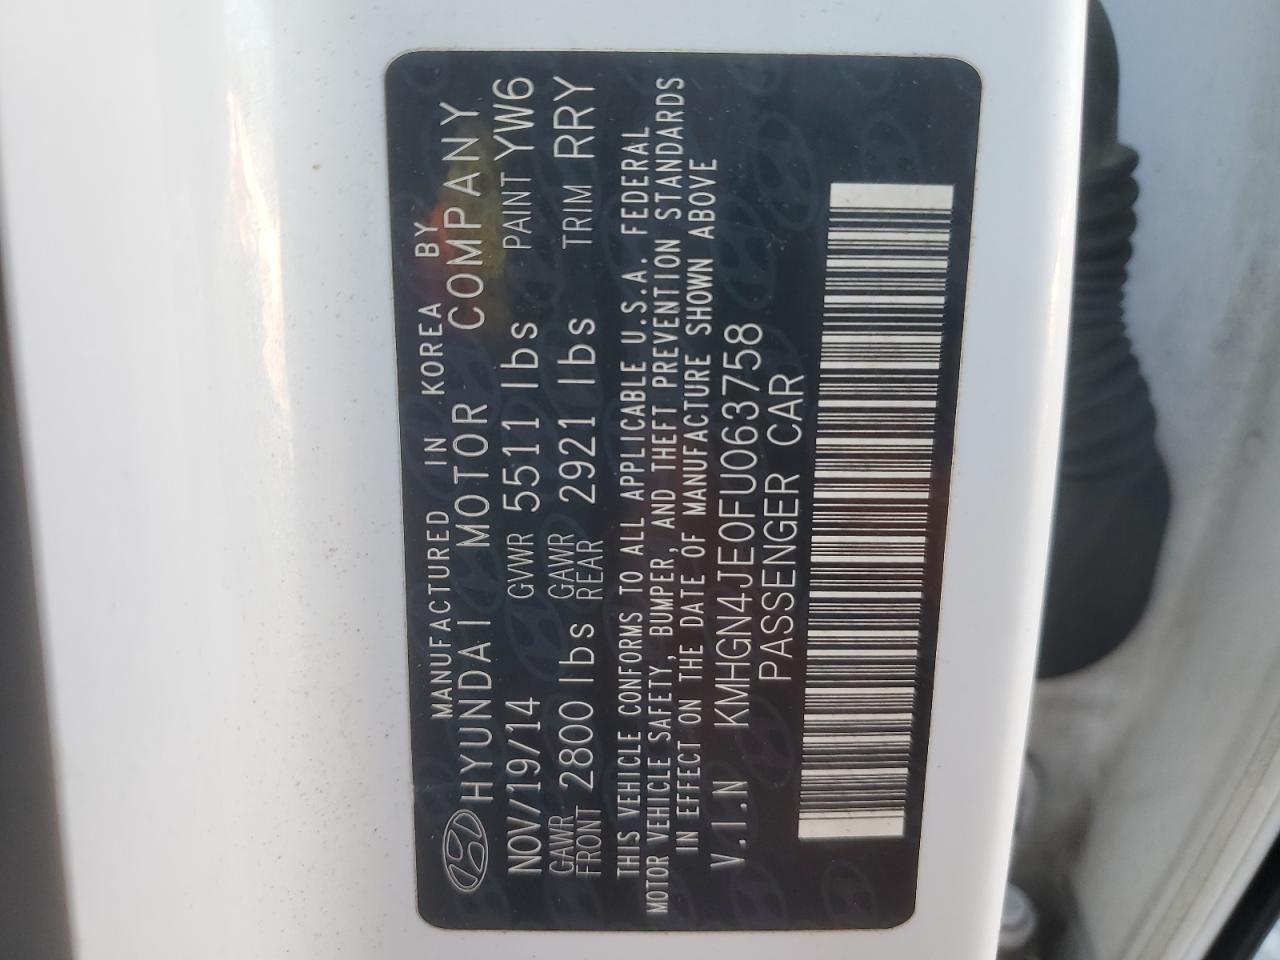 MANUFACTURED IN KOREA BY
HYUNDAI MOTOR COMPANY
NOV/19/14 GVWR 5511 lbs PAINT YW6
GAWR FRONT 2800 lbs GAWR REAR 2921 lbs TRIM RRY
THIS VEHICLE CONFORMS TO ALL APPLICABLE U.S.A. FEDERAL
MOTOR VEHICLE SAFETY, BUMPER, AND THEFT PREVENTION STANDARDS
IN EFFECT ON THE DATE OF MANUFACTURE SHOWN ABOVE
V.I.N KMHGN4JE0FU063758
PASSENGER CAR